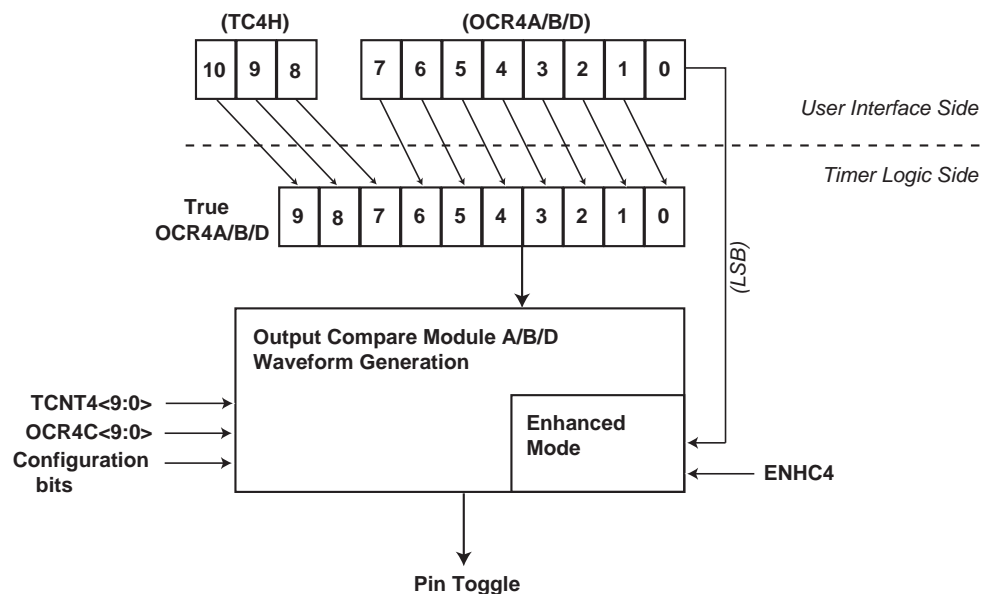 (TC4H) (OCR4A/B/D)
10 9 8 7 6 5 4 3 2 1 0
User Interface Side
Timer Logic Side
True
OCR4A/B/D
9 8 7 6 5 4 3 2 1 0
(LSB)
Output Compare Module A/B/D
Waveform Generation
TCNT4<9:0>
OCR4C<9:0>
Configuration
bits
Enhanced
Mode
ENHC4
Pin Toggle